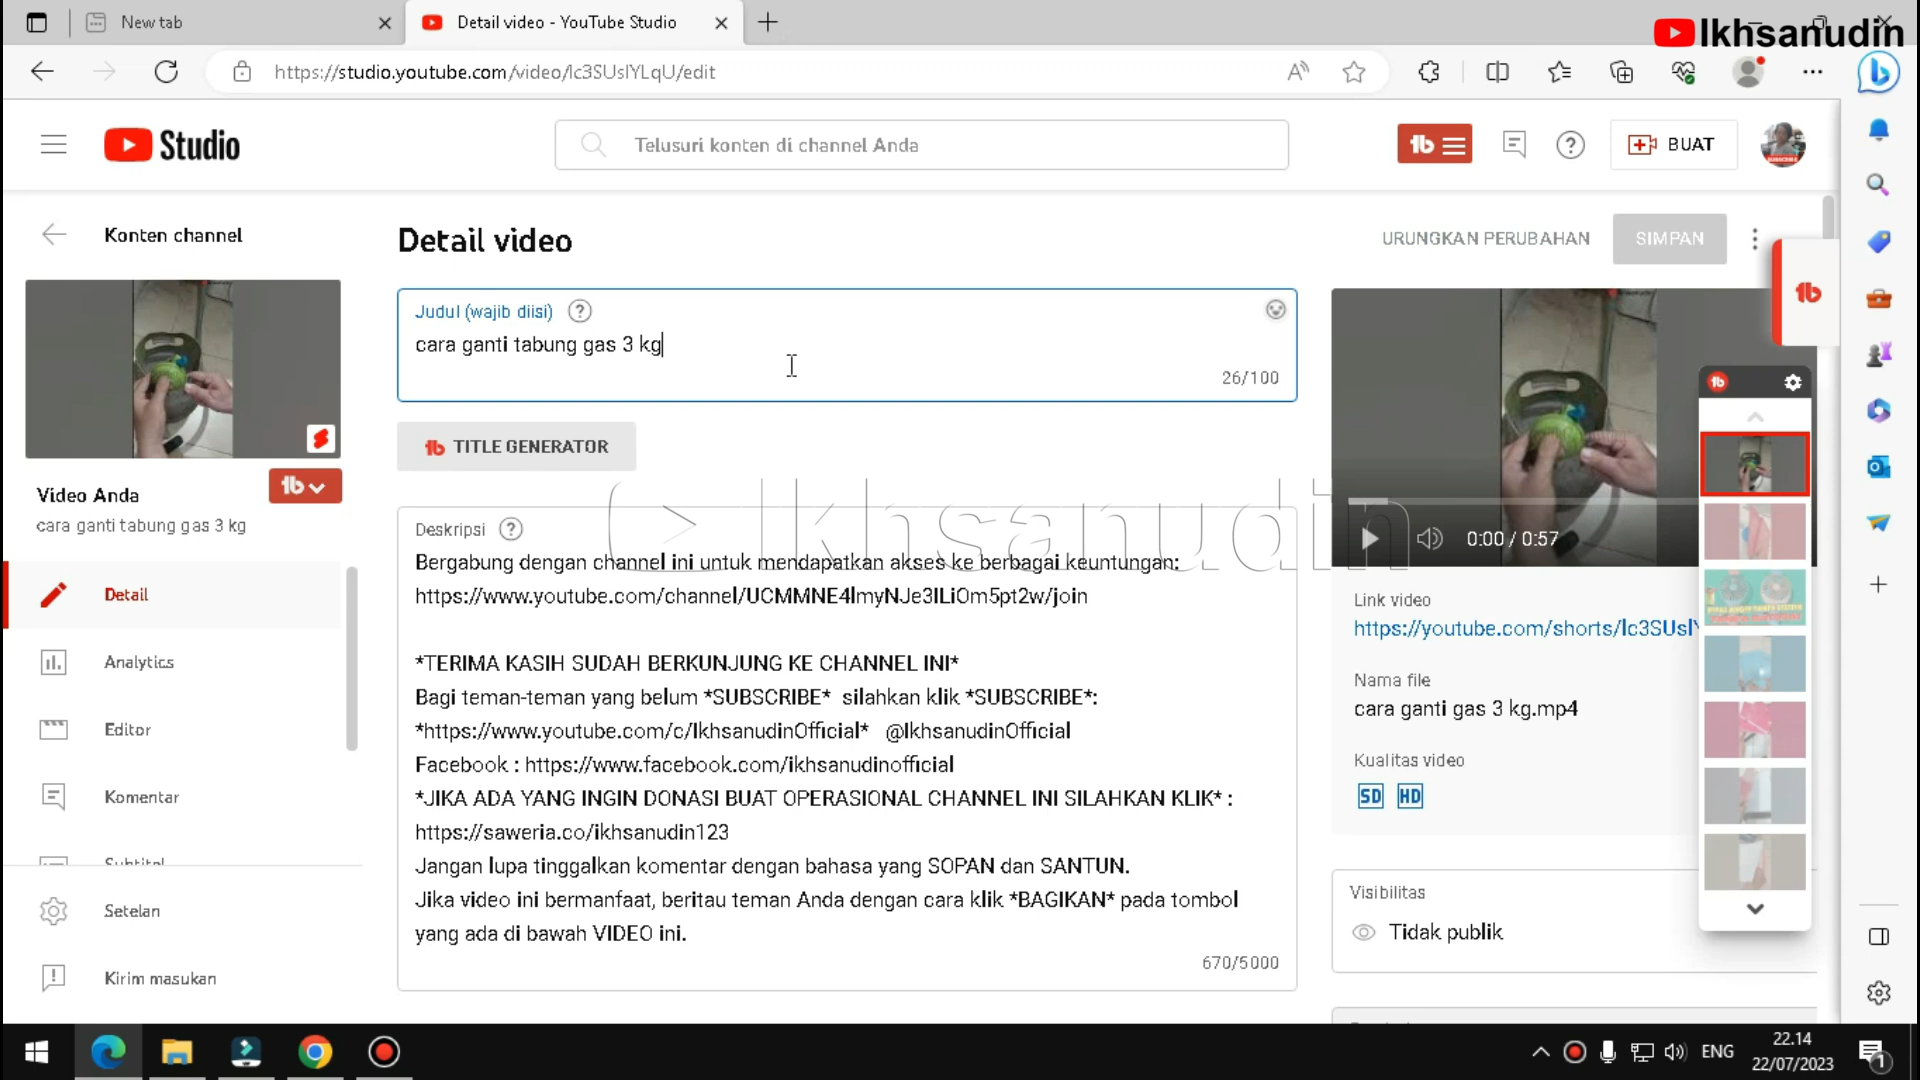 New tab
Detail video - YouTube Studio
Ikhsanudin
https://studio.youtube.com/video/lc3SUslYLqU/edit
Studio
Telusuri konten di channel Anda
BUAT
Konten channel
Detail video
URUNGKAN PERUBAHAN
SIMPAN
Judul (wajib diisi)
cara ganti tabung gas 3 kg
26/100
TITLE GENERATOR
Video Anda
cara ganti tabung gas 3 kg
Ikhsanudin
Deskripsi
Bergabung dengan channel ini untuk mendapatkan akses ke berbagai keuntungan:
https://www.youtube.com/channel/UCMMNE4lmyNJe3ILiOm5pt2w/join
*TERIMA KASIH SUDAH BERKUNJUNG KE CHANNEL INI*
Bagi teman-teman yang belum *SUBSCRIBE*  silahkan klik *SUBSCRIBE*:
*https://www.youtube.com/c/IkhsanudinOfficial*   @IkhsanudinOfficial
Facebook : https://www.facebook.com/ikhsanudinofficial
*JIKA ADA YANG INGIN DONASI BUAT OPERASIONAL CHANNEL INI SILAHKAN KLIK* :
https://saweria.co/ikhsanudin123
Jangan lupa tinggalkan komentar dengan bahasa yang SOPAN dan SANTUN.
Jika video ini bermanfaat, beritau teman Anda dengan cara klik *BAGIKAN* pada tombol
yang ada di bawah VIDEO ini.
670/5000
Detail
Analytics
Editor
Komentar
Subtitel
Setelan
Kirim masukan
0:00 / 0:57
Link video
https://youtube.com/shorts/lc3SUslY
Nama file
cara ganti gas 3 kg.mp4
Kualitas video
SD HD
Visibilitas
Tidak publik
ENG
22.14
22/07/2023
1